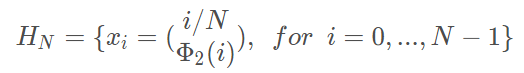 H_N = {x_i = (i/N Φ_2(i)), for i = 0, ..., N − 1}